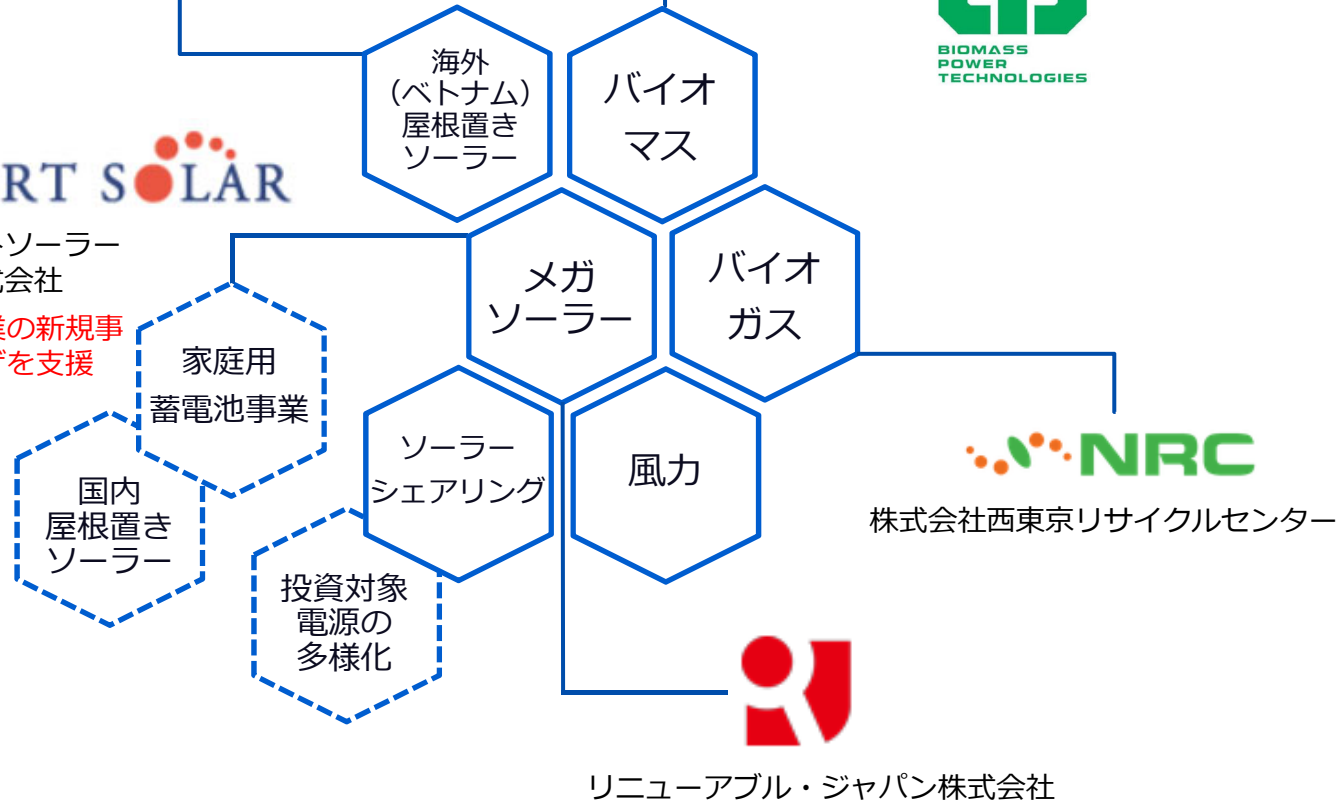 BIOMASS
POWER
TECHNOLOGIES
海外
（ベトナム）
屋根置き
ソーラー
バイオ
マス
RT SOLAR
ソーラー
式会社
業の新規事
げを支援
メガ
ソーラー
バイオ
ガス
家庭用
蓄電池事業
ソーラー
シェアリング
風力
国内
屋根置き
ソーラー
投資対象
電源の
多様化
NRC
株式会社西東京リサイクルセンター
リニューアブル・ジャパン株式会社